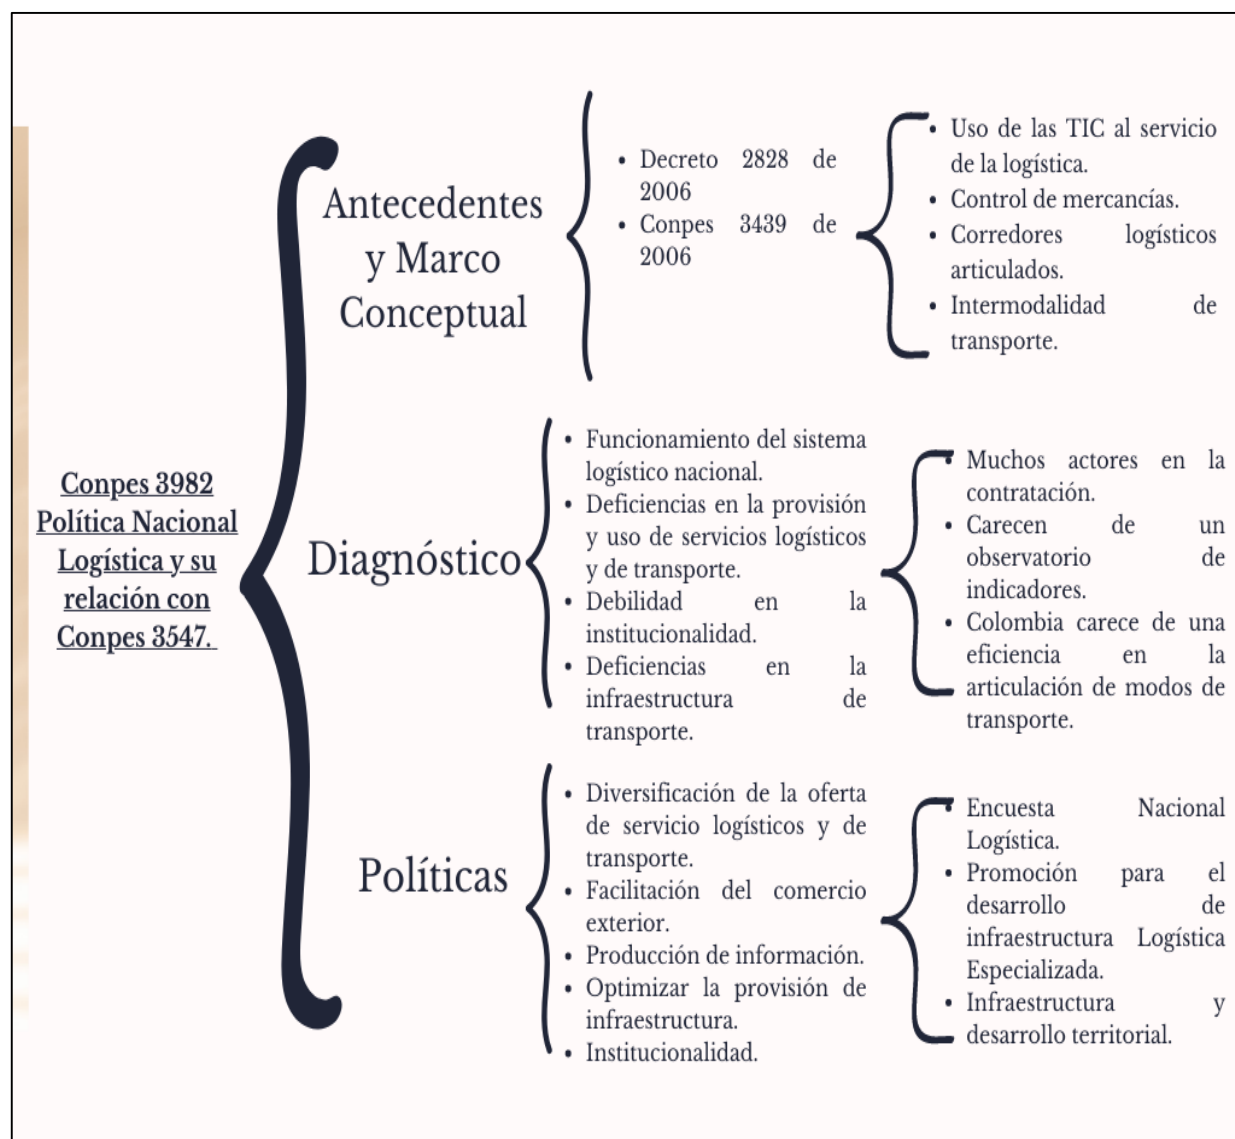 Conpes 3982
Política Nacional
Logística y su
relación con
Conpes 3547.
Antecedentes
y Marco
Conceptual
• Decreto 2828 de
2006
• Conpes 3439 de
2006
• Uso de las TIC al servicio
de la logística.
• Control de mercancías.
• Corredores logísticos
articulados.
• Intermodalidad de
transporte.
Diagnóstico
• Funcionamiento del sistema
logístico nacional.
• Deficiencias en la provisión
y uso de servicios logísticos
y de transporte.
• Debilidad en la
institucionalidad.
• Deficiencias en la
infraestructura de
transporte.
• Muchos actores en la
contratación.
• Carecen de un
observatorio de
indicadores.
• Colombia carece de una
eficiencia en la
articulación de modos de
transporte.
Políticas
• Diversificación de la oferta
de servicio logísticos y de
transporte.
• Facilitación del comercio
exterior.
• Producción de información.
• Optimizar la provisión de
infraestructura.
• Institucionalidad.
• Encuesta Nacional
Logística.
• Promoción para el
desarrollo de
infraestructura Logística
Especializada.
• Infraestructura y
desarrollo territorial.